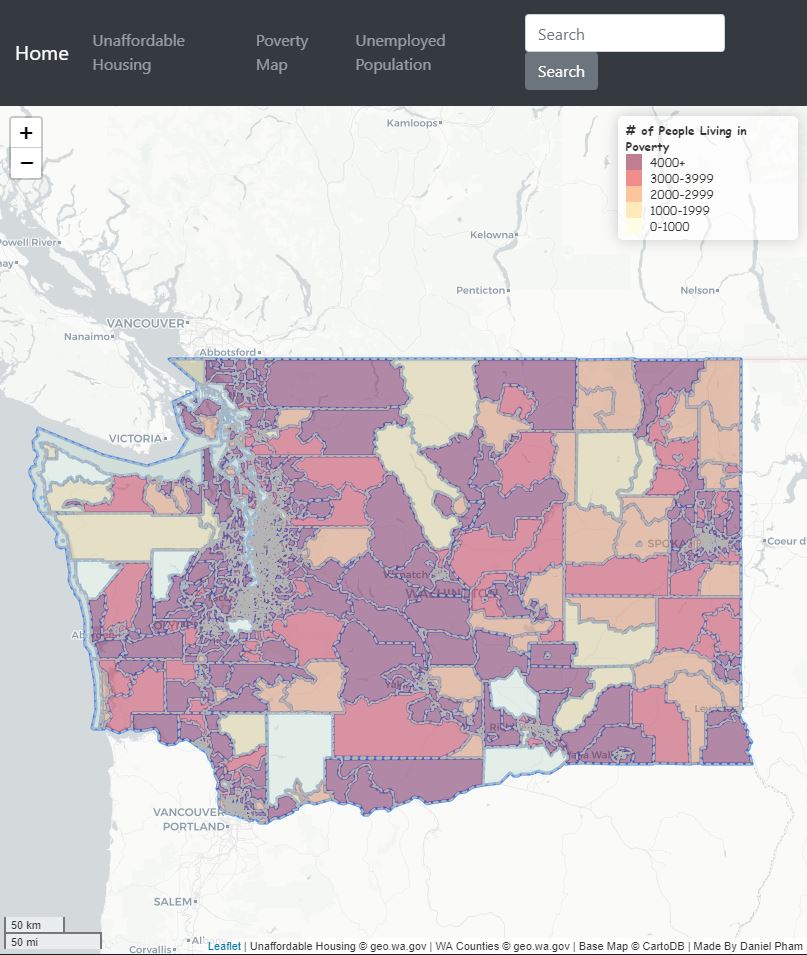 Home
Unaffordable
Housing
Poverty
Map
Unemployed
Population
Search
Search
+
−
# of People Living in
Poverty
4000+
3000-3999
2000-2999
1000-1999
0-1000
Kamloops
Kelowna
Powell River
Penticton
Nelson
VANCOUVER
Nanaimo
Abbotsford
VICTORIA
SPOKA
Coeur d
WASHINGTON
VANCOUVER
PORTLAND
SALEM
Corvallis
50 km
50 mi
Leaflet | Unaffordable Housing © geo.wa.gov | WA Counties © geo.wa.gov | Base Map © CartoDB | Made By Daniel Pham